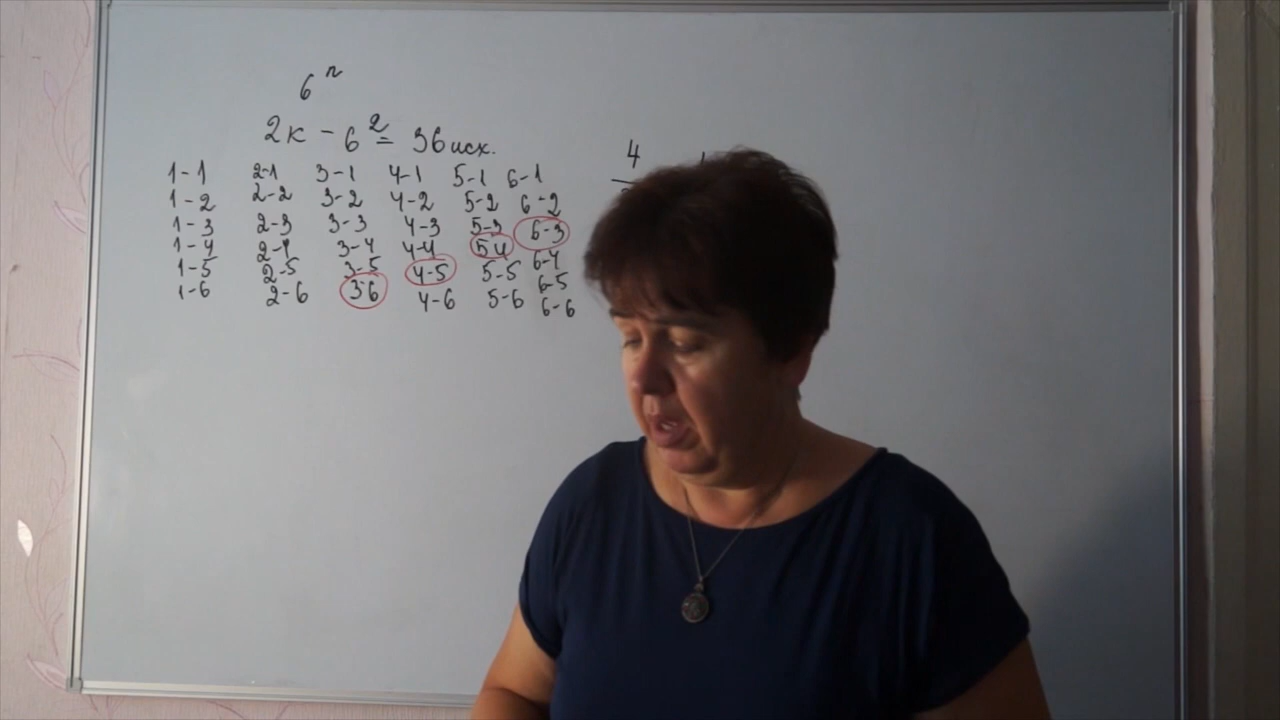 6ⁿ
2к - 6² = 36 исх.
1-1 2-1 3-1 4-1 5-1 6-1
1-2 2-2 3-2 4-2 5-2 6-2
1-3 2-3 3-3 4-3 5-3 6-3
1-4 2-4 3-4 4-4 5 4 6-4
1-5 2-5 3-5 4-5 5-5 6-5
1-6 2-6 3-6 4-6 5-6 6-6
4